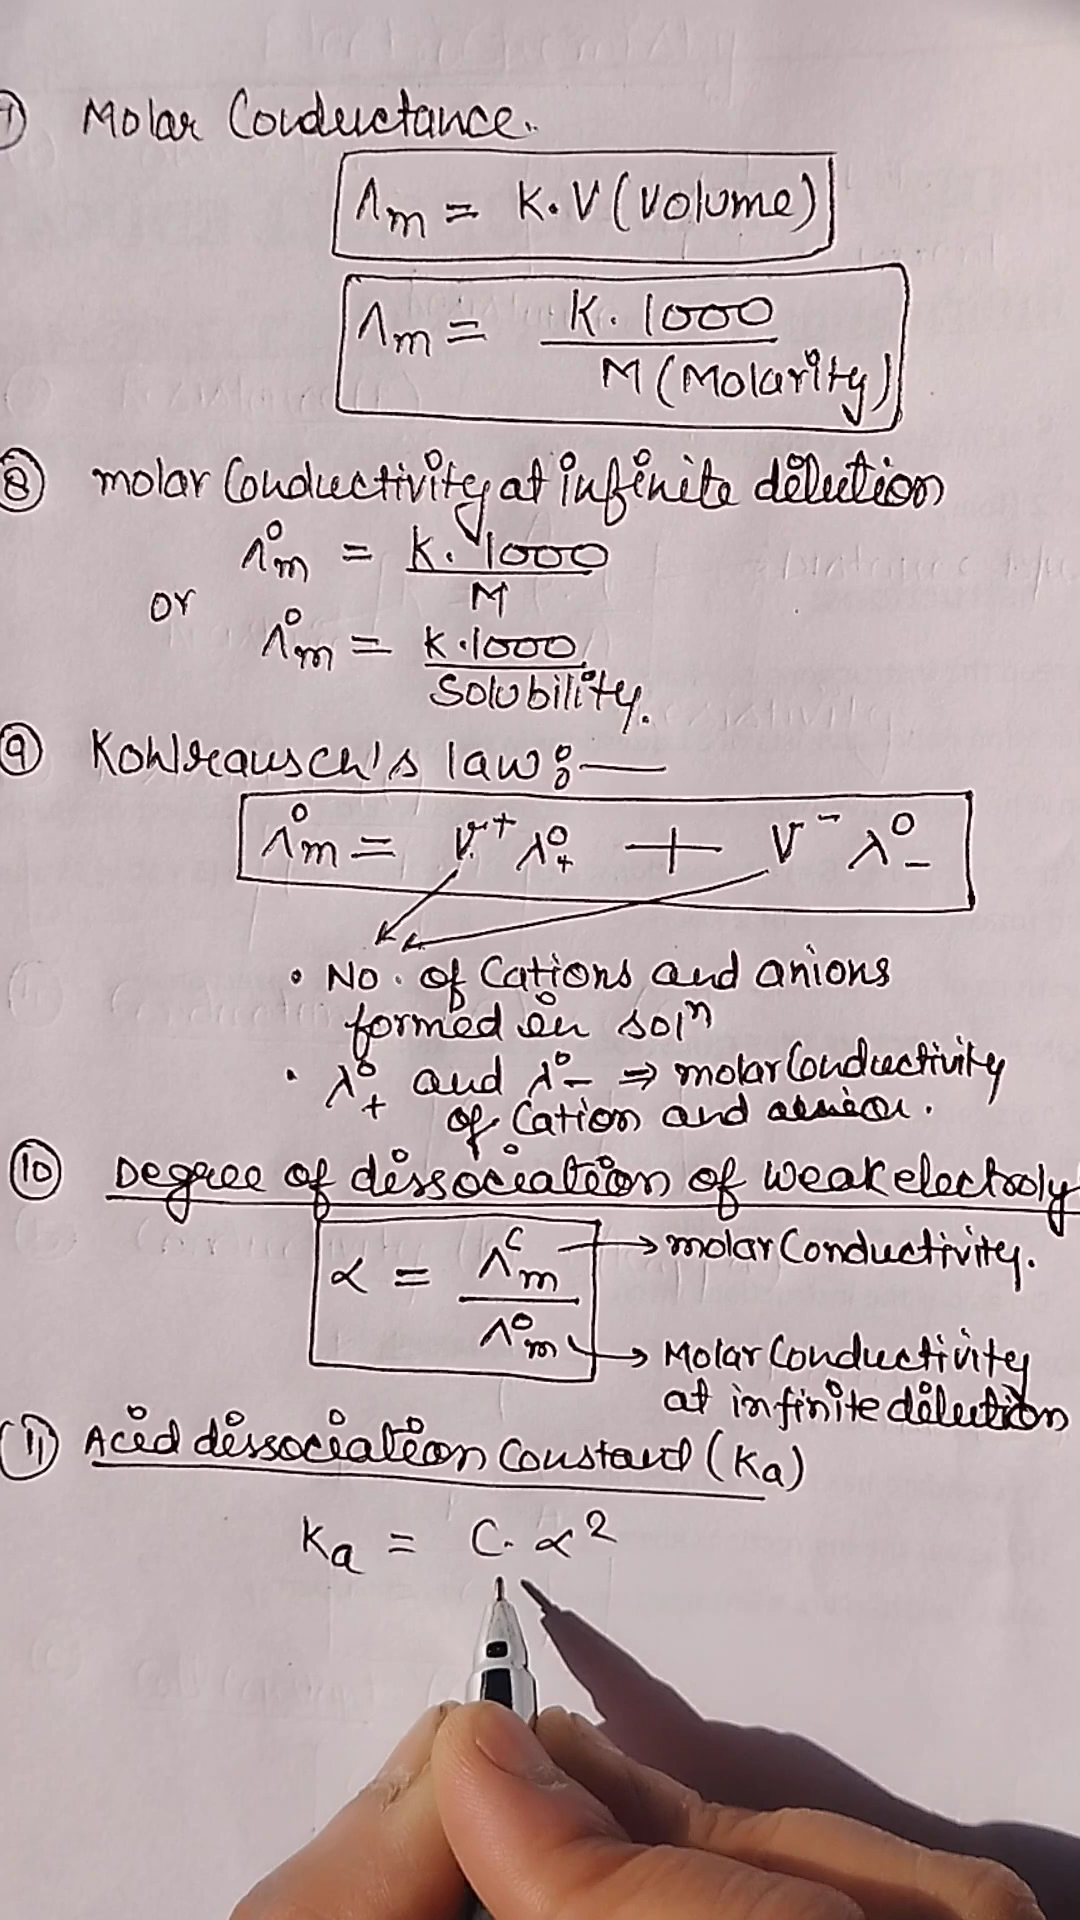 ⑦ Molar Conductance.
Λm = K.V (Volume)
Λm = K. 1000
M (Molarity)
⑧ molar Conductivity at infinite dilution
Λ°m = K. 1000
M
or Λ°m = K.1000
Solubility.
⑨ Kohlrausch's law :—
Λ°m = V⁺ λ°₊ + V⁻ λ°₋
• No. of Cations and anions
formed in solⁿ
• λ°₊ and λ°₋ ⇒ molar Conductivity
of Cation and anion.
⑩ Degree of dissociation of weak electroly
α = Λᶜm → molar Conductivity.
Λ°m → Molar Conductivity
at infinite dilution
⑪ Acid dissociation Constant (Ka)
Ka = C. α²